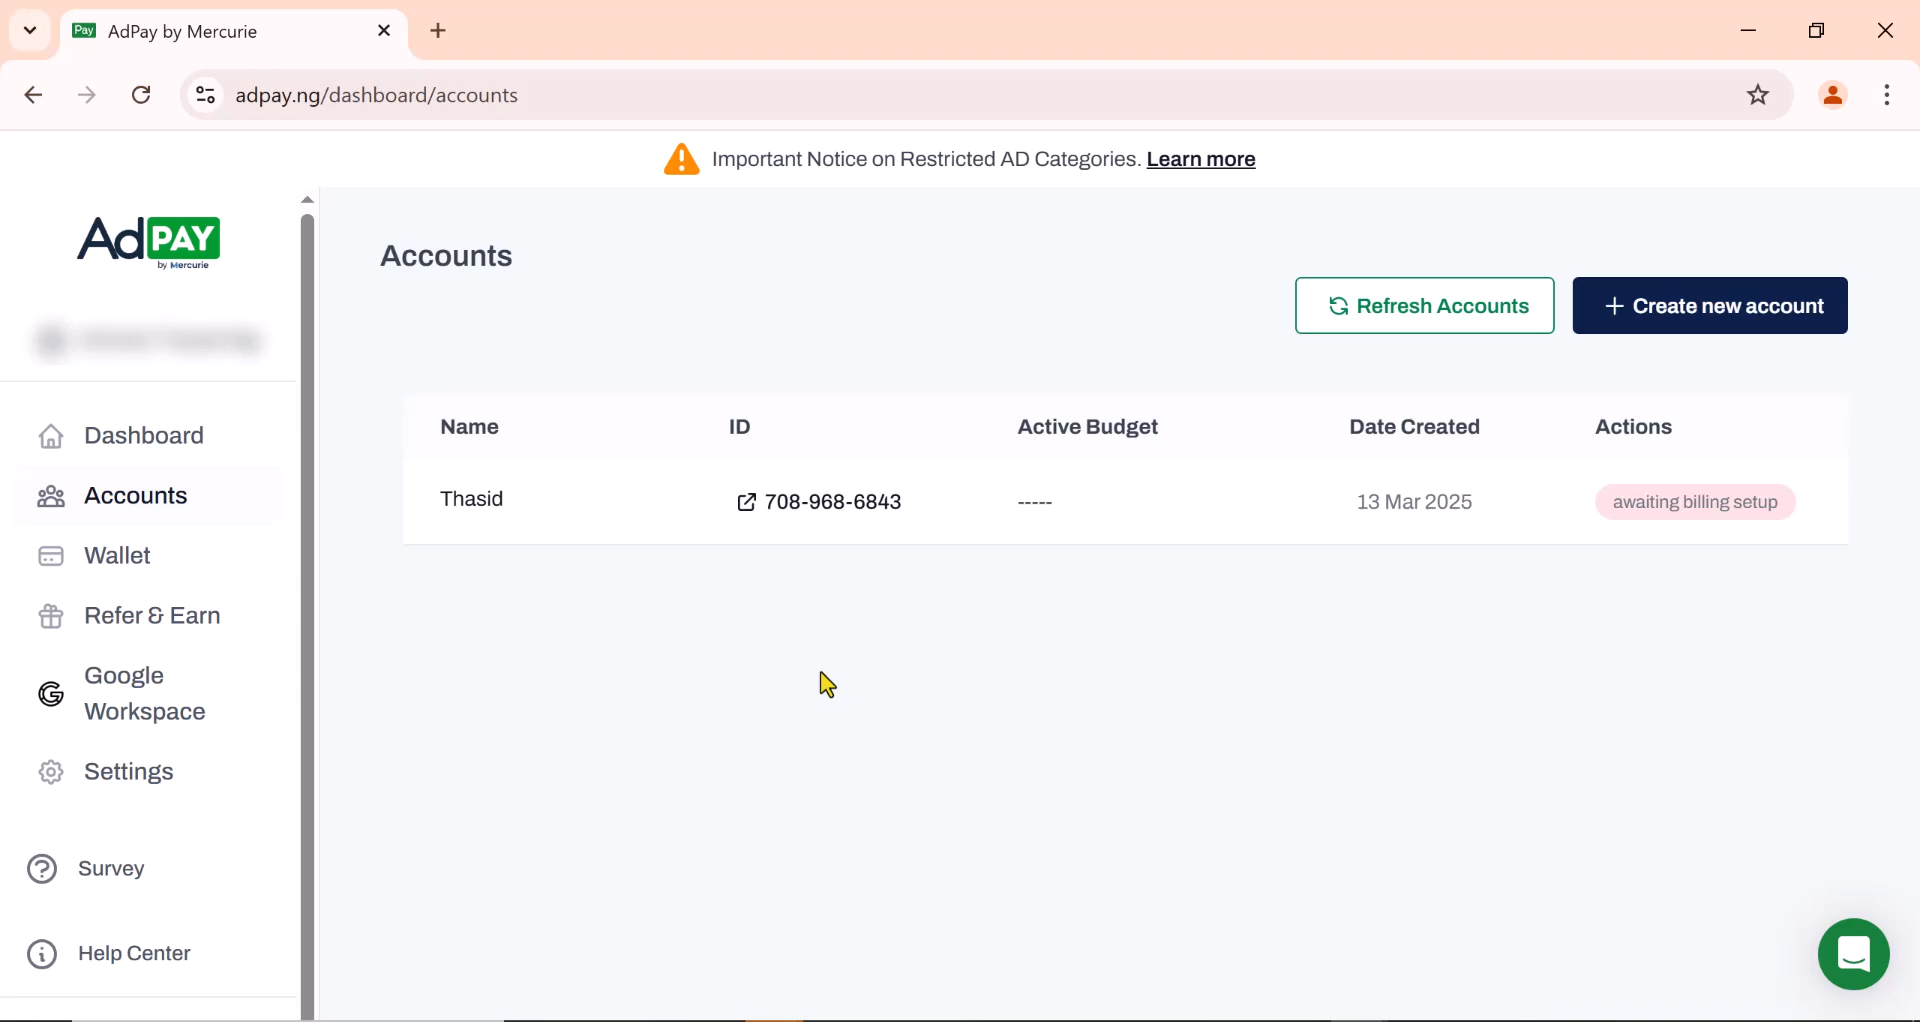 Pay AdPay by Mercurie
adpay.ng/dashboard/accounts
Important Notice on Restricted AD Categories. Learn more
AdPAY
by Mercurie
Dashboard
Accounts
Wallet
Refer & Earn
Google
Workspace
Settings
Survey
Help Center
Accounts
Refresh Accounts
Create new account
Name ID Active Budget Date Created Actions
Thasid 708-968-6843 ----- 13 Mar 2025 awaiting billing setup